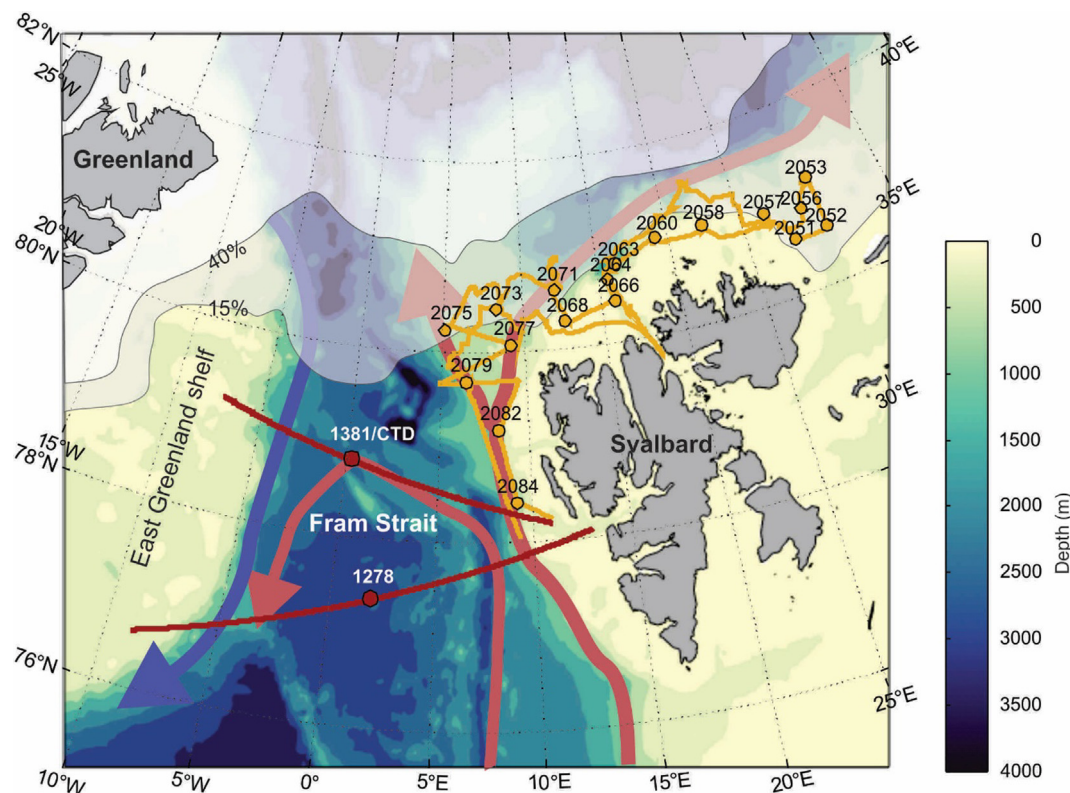 82°N
25°W
40°E
Greenland
2053
35°E
2056
2057
2052
2058
2051
20°W
80°N
2060
40%
2063
2064
2071
2066
0
15%
2073
2068
2075
2077
500
2079
30°E
1000
East Greenland shelf
2082
1381/CTD
Svalbard
15°W
78°N
1500
2084
2000
Fram Strait
Depth (m)
2500
1278
3000
76°N
25°E
3500
4000
10°W
5°W
0°
5°E
10°E
15°E
20°E